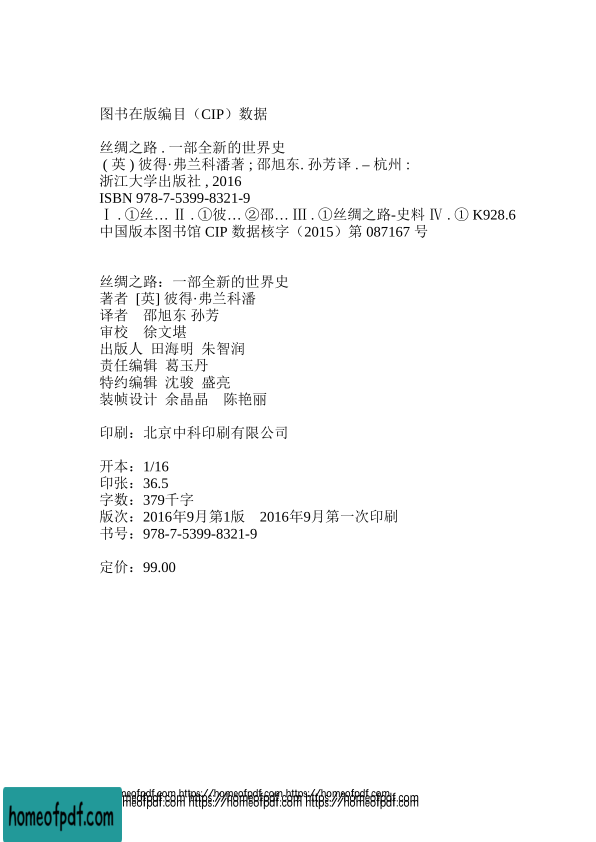 图书在版编目（CIP）数据
丝绸之路 . 一部全新的世界史
( 英 ) 彼得·弗兰科潘著 ; 邵旭东. 孙芳译 . – 杭州 :
浙江大学出版社 , 2016
ISBN 978-7-5399-8321-9
Ⅰ . ①丝… Ⅱ . ①彼… ②邵… Ⅲ . ①丝绸之路-史料 Ⅳ . ① K928.6
中国版本图书馆 CIP 数据核字（2015）第 087167 号
丝绸之路：一部全新的世界史
著者 [英] 彼得·弗兰科潘
译者 邵旭东 孙芳
审校 徐文堪
出版人 田海明 朱智润
责任编辑 葛玉丹
特约编辑 沈骏 盛亮
装帧设计 余晶晶 陈艳丽
印刷：北京中科印刷有限公司
开本：1/16
印张：36.5
字数：379千字
版次：2016年9月第1版 2016年9月第一次印刷
书号：978-7-5399-8321-9
定价：99.00
meofpdf.com https://homeofpdf.com https://homeofpdf.com
meofpdf.com https://homeofpdf.com https://homeofpdf.com
homeofpdf.com